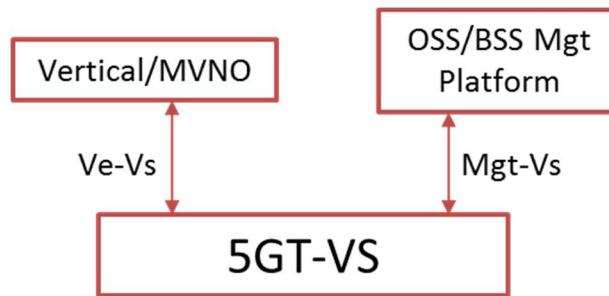 Vertical/MVNO
OSS/BSS Mgt
Platform
Ve-Vs
Mgt-Vs
5GT-VS